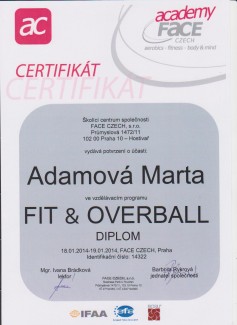 ac
academy
FACE
CZECH
aerobics - fitness - body & mind
CERTIFIKÁT
CERTIFIKÁT
Školicí centrum společnosti
FACE CZECH, s.r.o.
Průmyslová 1472/11
102 00 Praha 10 – Hostivař
vydává potvrzení o účasti:
Adamová Marta
ve vzdělávacím programu
FIT & OVERBALL
DIPLOM
18.01.2014-19.01.2014, FACE CZECH, Praha
Identifikační číslo: 14322
Mgr. Ivana Brádková
lektor
jednatel společnosti
IFAA